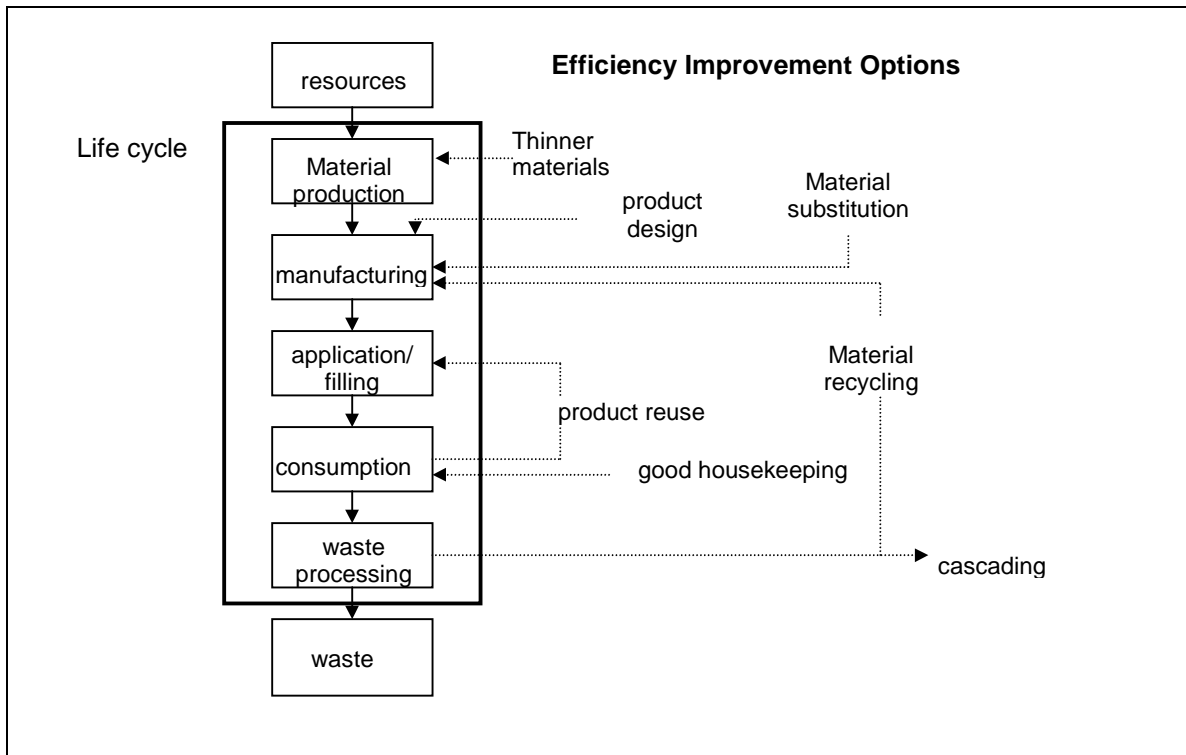 Efficiency Improvement Options
resources
Life cycle
Thinner
materials
Material
production
Material
substitution
product
design
manufacturing
application/
filling
Material
recycling
product reuse
consumption
good housekeeping
waste
processing
cascading
waste